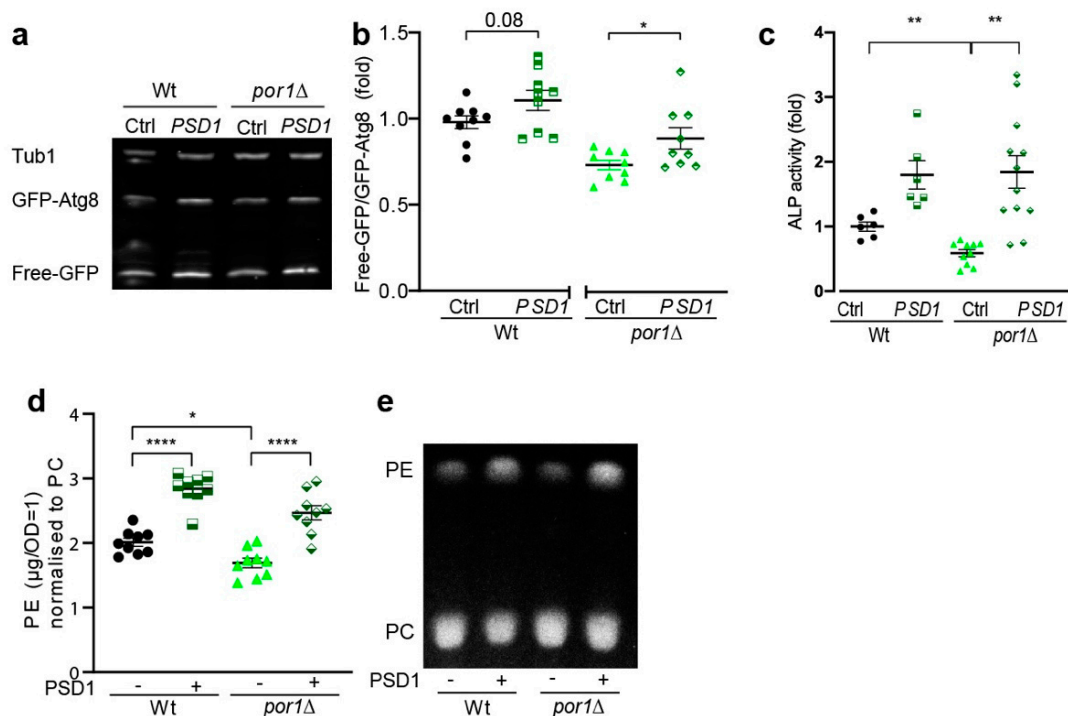 a
Wt por1Δ
Ctrl PSD1 Ctrl PSD1
Tub1
GFP-Atg8
Free-GFP
b
Free-GFP/GFP-Atg8 (fold)
1.5
1.0
0.5
0.0
0.08
*
Ctrl PSD1 Ctrl PSD1
Wt por1Δ
c
ALP activity (fold)
4
3
2
1
0
** **
Ctrl PSD1 Ctrl PSD1
Wt por1Δ
d
PE (µg/OD=1)
normalised to PC
4
3
2
1
0
*
**** ****
PSD1 - + - +
Wt por1Δ
e
PE
PC
PSD1 - + - +
Wt por1Δ